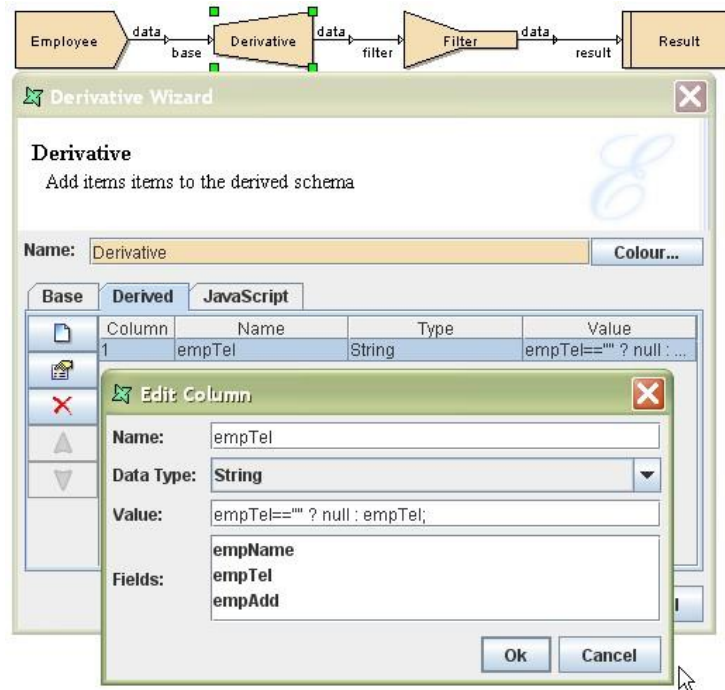 Employee data base Derivative data filter Filter data result Result
Derivative Wizard
Derivative
Add items items to the derived schema
Name: Derivative Colour...
Base Derived JavaScript
Column Name Type Value
1 empTel String empTel=="" ? null : ...
Edit Column
Name: empTel
Data Type: String
Value: empTel=="" ? null : empTel;
Fields:
empName
empTel
empAdd
Ok Cancel